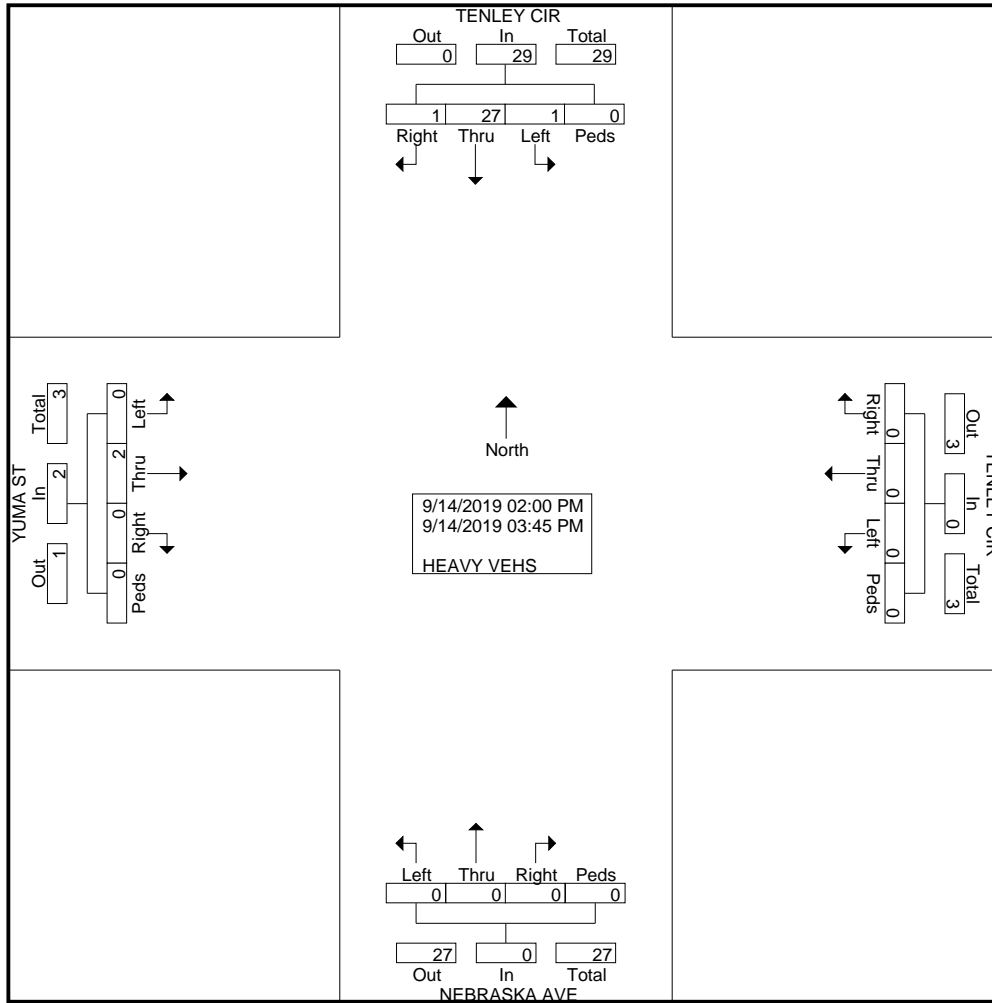 TENLEY CIR
Out In Total
0 29 29
1 27 1 0
Right Thru Left Peds
YUMA ST
Total In Out
3 2 1
0 2 0 0
Left Thru Right Peds
North
9/14/2019 02:00 PM
9/14/2019 03:45 PM
HEAVY VEHS
Right Thru Left Peds
0 0 0 0
Out In Total
3 0 3
TENLEY CIR
Left Thru Right Peds
0 0 0 0
27 0 27
Out In Total
NEBRASKA AVE